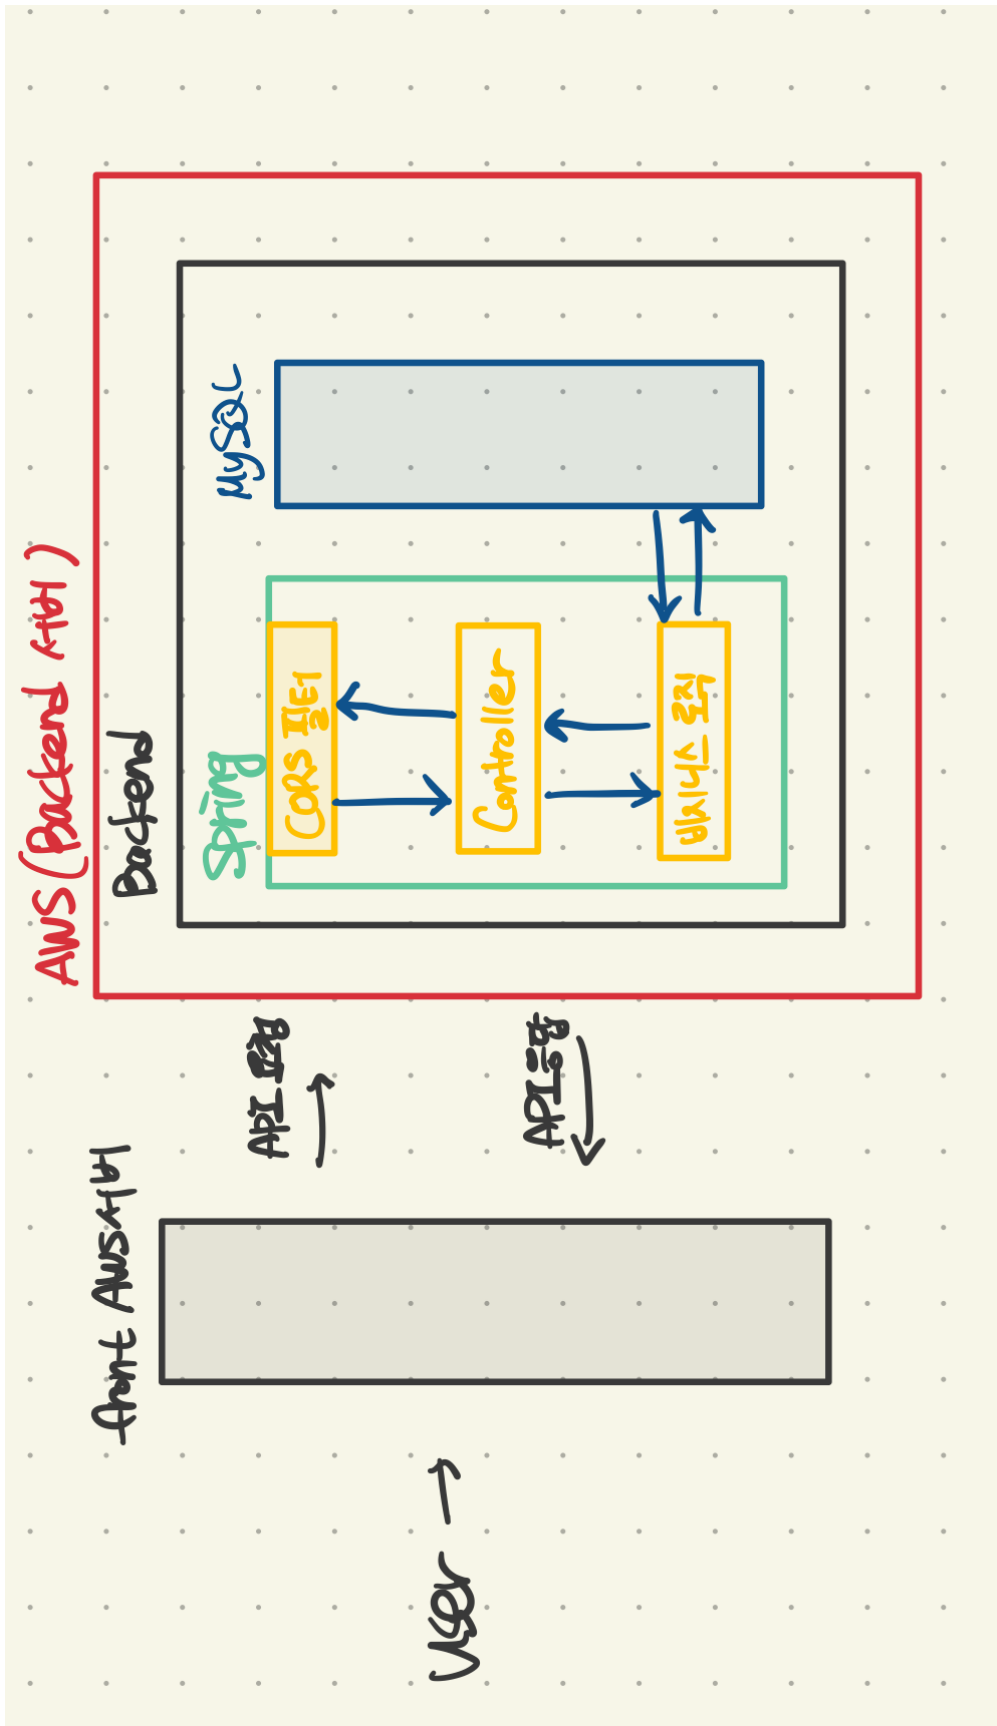 AWS (Backend 서버)
Backend
Spring
MySQL
CORS 필터
Controller
비지니스 로직
front AWS서버
API 요청
API 응답
User